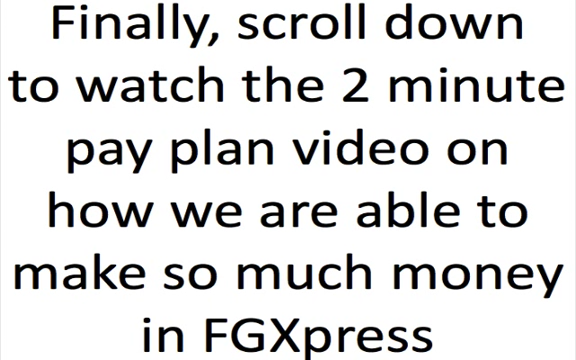 Finally, scroll down
to watch the 2 minute
pay plan video on
how we are able to
make so much money
in FGXpress